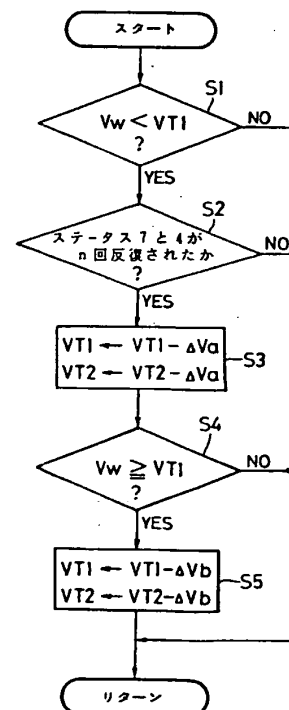 スタート
S1
Vw < VT1
?
NO
YES
S2
ステータス7と4が
n回反復されたか
?
NO
YES
VT1 ← VT1-ΔVa
VT2 ← VT2-ΔVa
S3
S4
Vw ≧ VT1
?
NO
YES
VT1 ← VT1-ΔVb
VT2 ← VT2-ΔVb
S5
リターン